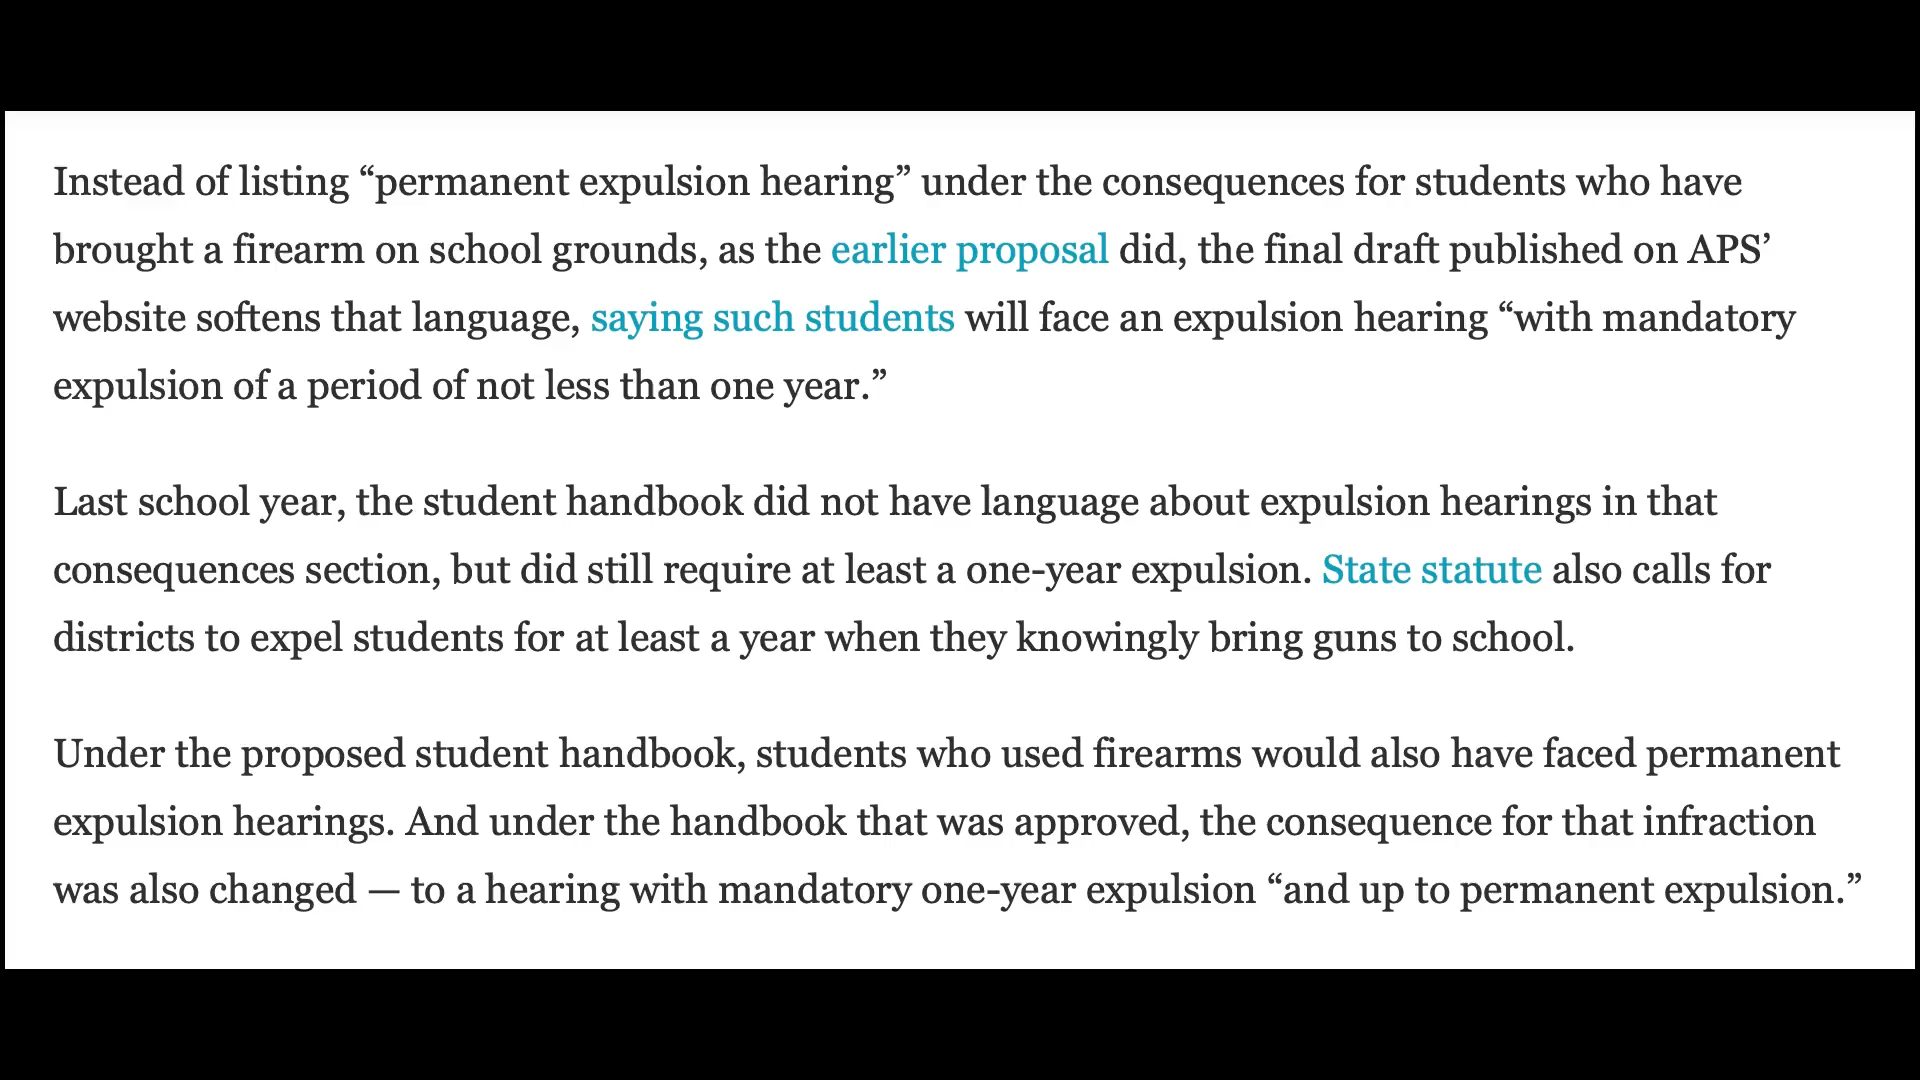 Instead of listing “permanent expulsion hearing” under the consequences for students who have
brought a firearm on school grounds, as the earlier proposal did, the final draft published on APS’
website softens that language, saying such students will face an expulsion hearing “with mandatory
expulsion of a period of not less than one year.”
Last school year, the student handbook did not have language about expulsion hearings in that
consequences section, but did still require at least a one-year expulsion. State statute also calls for
districts to expel students for at least a year when they knowingly bring guns to school.
Under the proposed student handbook, students who used firearms would also have faced permanent
expulsion hearings. And under the handbook that was approved, the consequence for that infraction
was also changed — to a hearing with mandatory one-year expulsion “and up to permanent expulsion.”